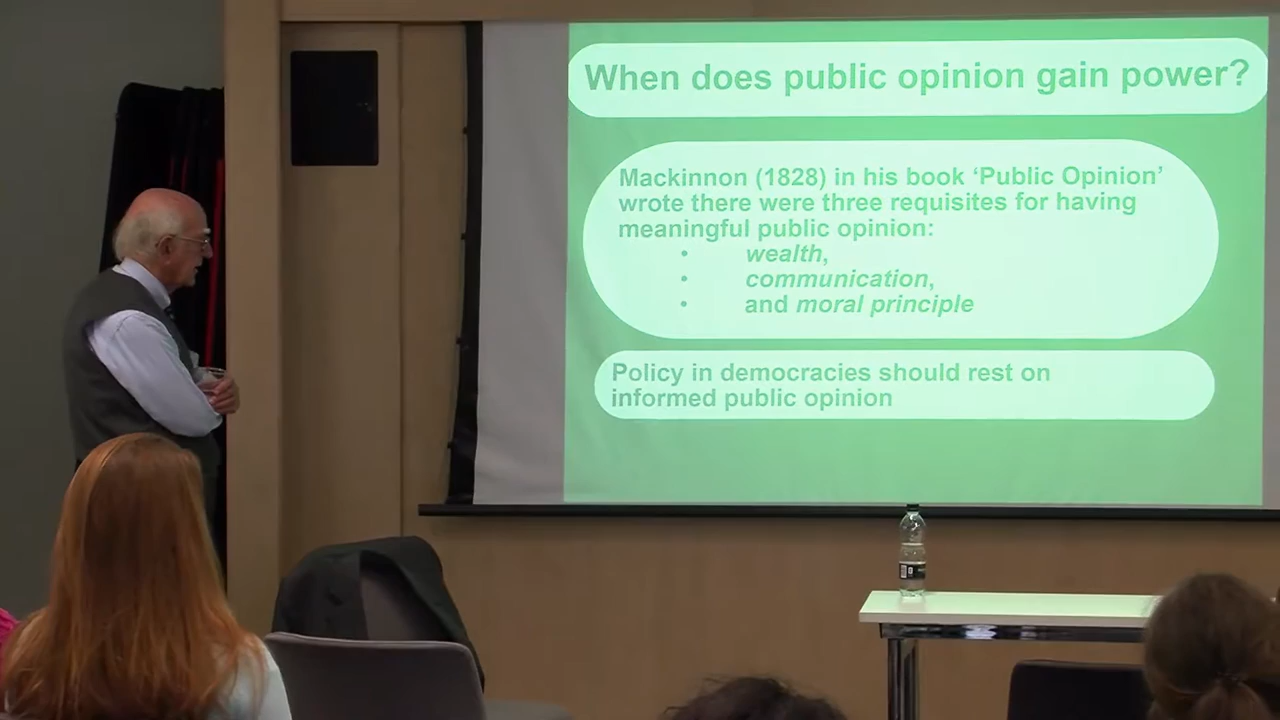 When does public opinion gain power?
Mackinnon (1828) in his book ‘Public Opinion’
wrote there were three requisites for having
meaningful public opinion:
• wealth,
• communication,
• and moral principle
Policy in democracies should rest on
informed public opinion